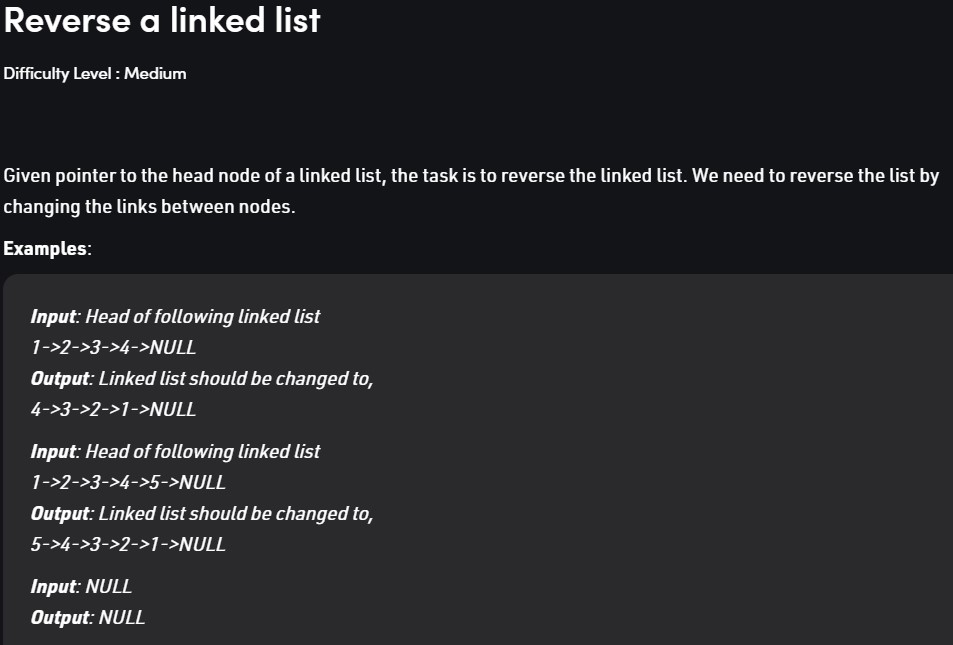 Reverse a linked list
Difficulty Level : Medium
Given pointer to the head node of a linked list, the task is to reverse the linked list. We need to reverse the list by
changing the links between nodes.
Examples:
Input: Head of following linked list
1->2->3->4->NULL
Output: Linked list should be changed to,
4->3->2->1->NULL
Input: Head of following linked list
1->2->3->4->5->NULL
Output: Linked list should be changed to,
5->4->3->2->1->NULL
Input: NULL
Output: NULL